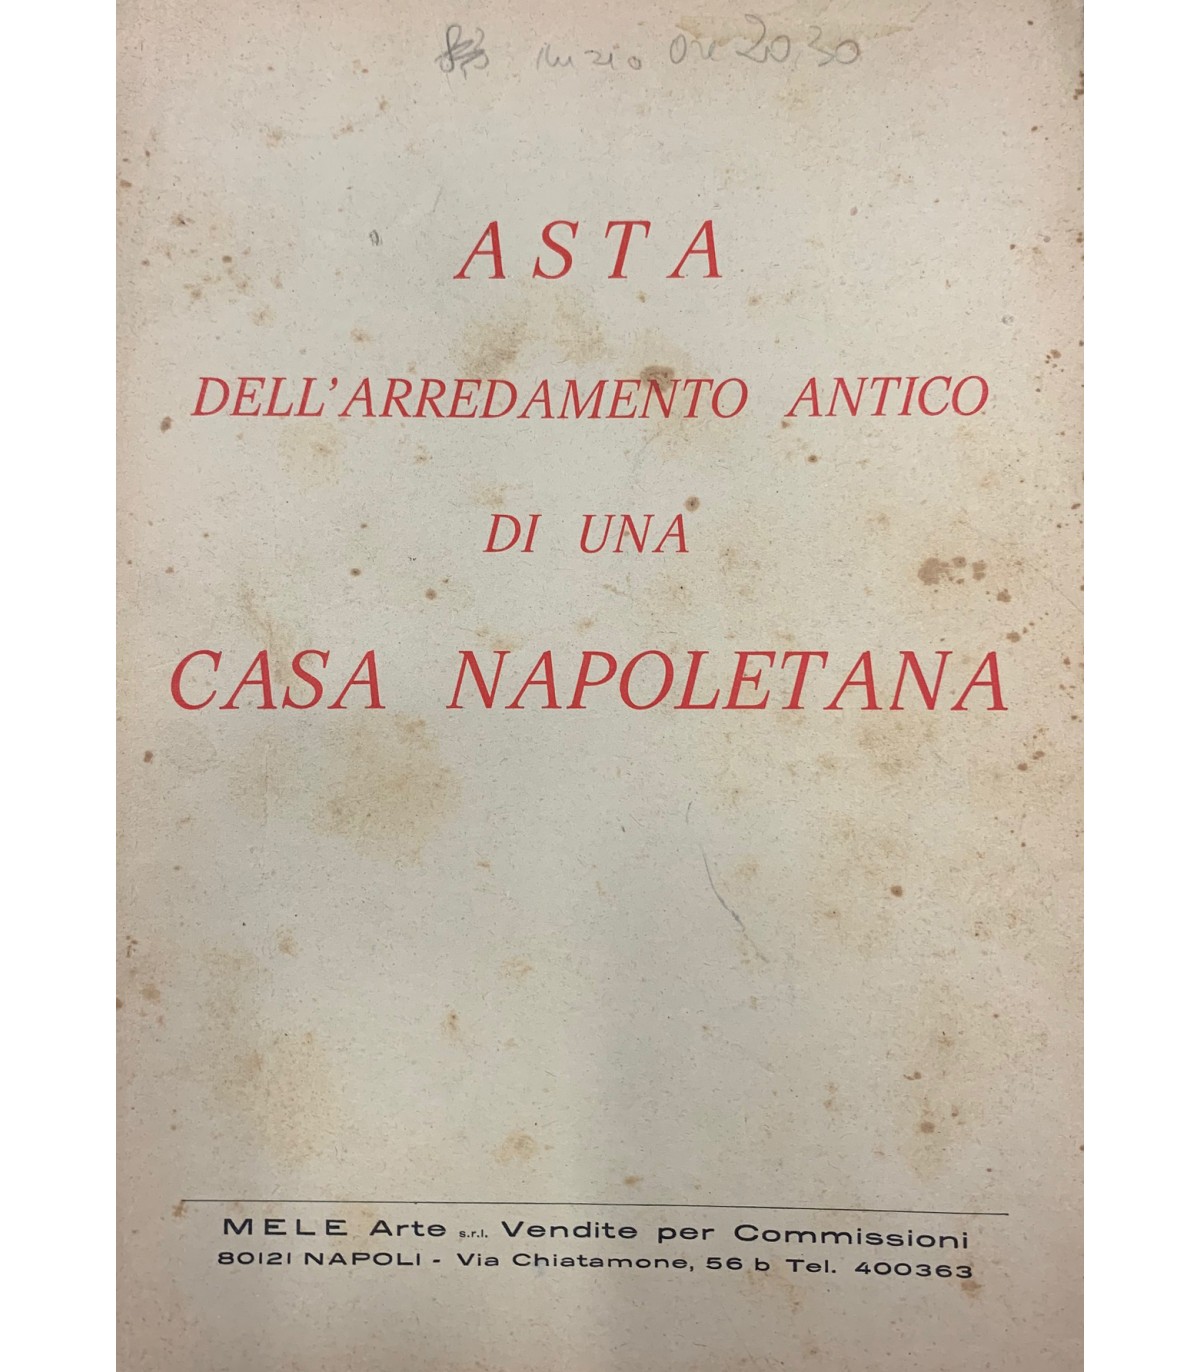 Inizio Ore 20,30
ASTA
DELL'ARREDAMENTO ANTICO
DI UNA
CASA NAPOLETANA
MELE Arte s.r.l. Vendite per Commissioni
80121 NAPOLI - Via Chiatamone, 56 b Tel. 400363